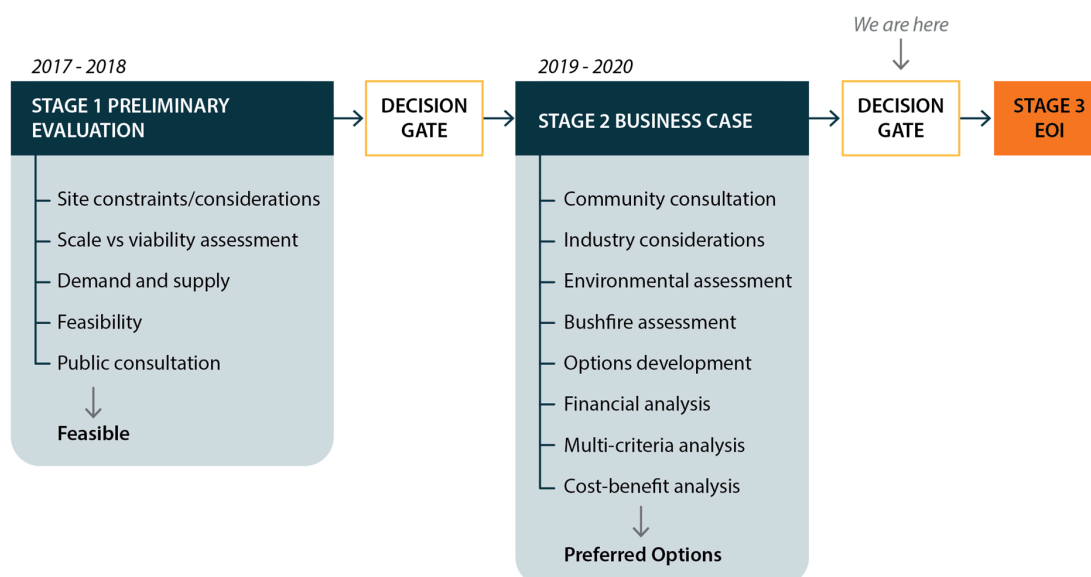 We are here
2017 - 2018
STAGE 1 PRELIMINARY
EVALUATION
DECISION
GATE
2019 - 2020
STAGE 2 BUSINESS CASE
DECISION
GATE
STAGE 3
EOI
Site constraints/considerations
Scale vs viability assessment
Demand and supply
Feasibility
Public consultation
Feasible
Community consultation
Industry considerations
Environmental assessment
Bushfire assessment
Options development
Financial analysis
Multi-criteria analysis
Cost-benefit analysis
Preferred Options